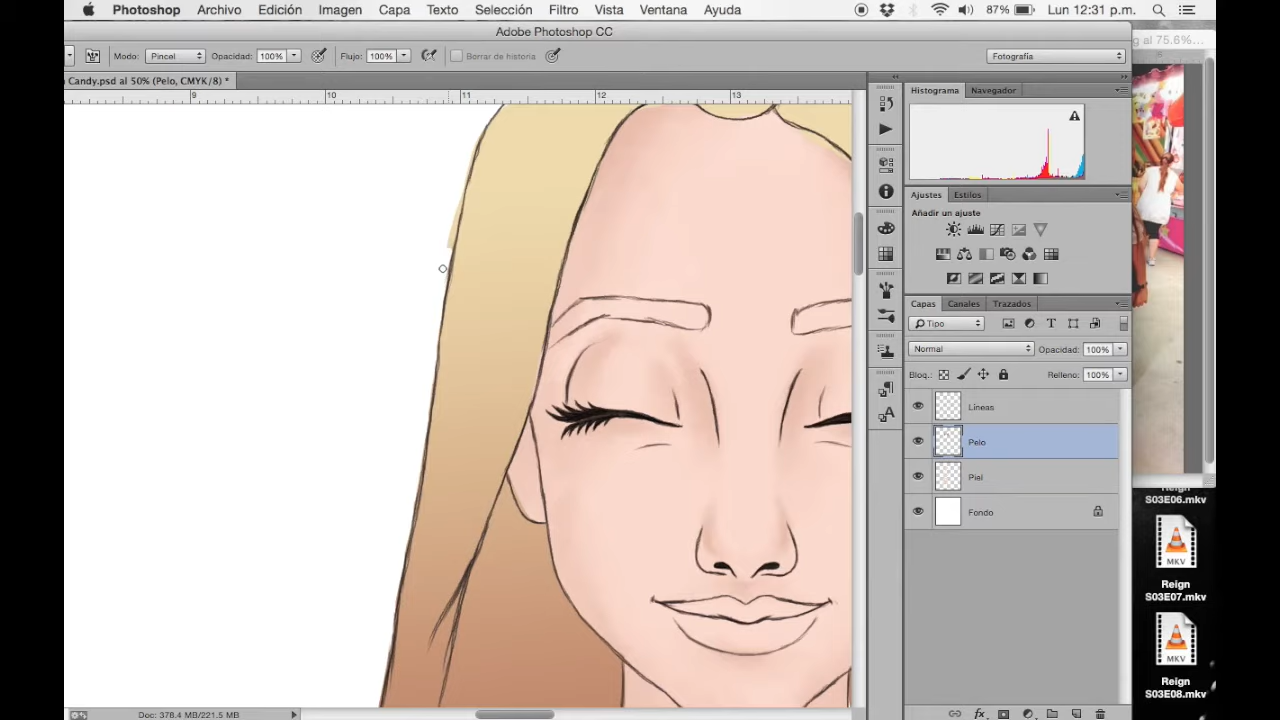 Photoshop Archivo Edición Imagen Capa Texto Selección Filtro Vista Ventana Ayuda 87% Lun 12:31 p.m.
Adobe Photoshop CC
g al 75.6%...
Modo: Pincel Opacidad: 100% Flujo: 100% Borrar de historia Fotografía
Candy.psd al 50% (Pelo, CMYK/8) *
9 10 11 12 13
Histograma Navegador
Ajustes Estilos
Añadir un ajuste
Capas Canales Trazados
Tipo
Normal Opacidad: 100%
Bloq.: Relleno: 100%
Líneas
Pelo
Piel
Fondo
Reign
S03E06.mkv
MKV
Reign
S03E07.mkv
MKV
Reign
S03E08.mkv
Doc: 378.4 MB/221.5 MB